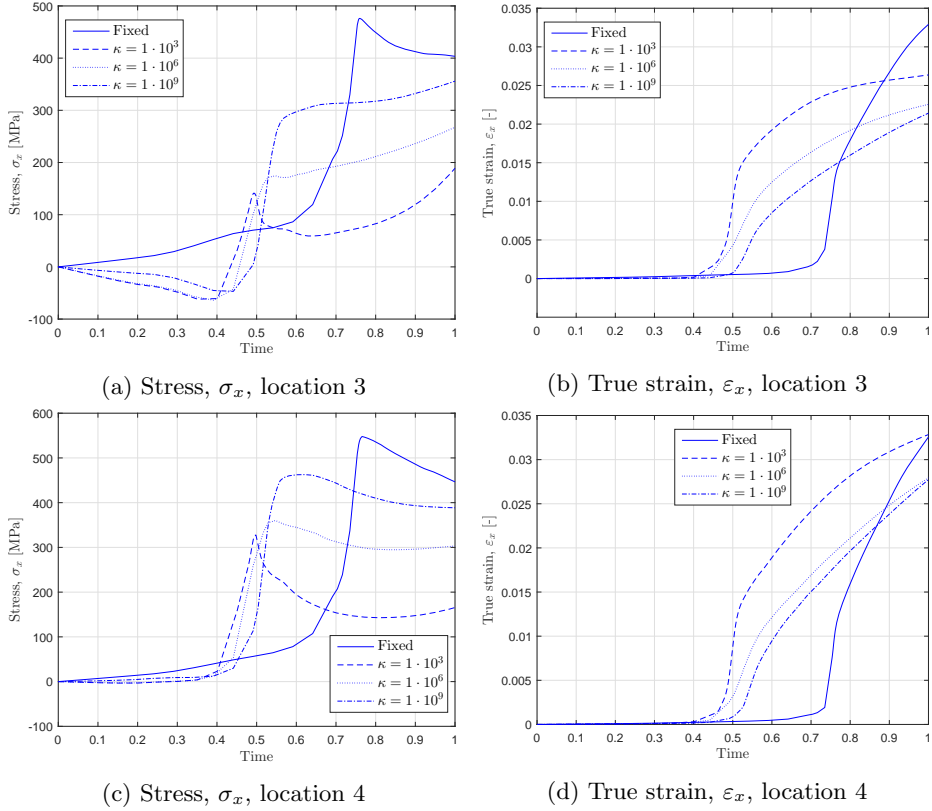 500
400
300
200
100
0
-100
Stress, σx [MPa]
Fixed
κ = 1 · 10^3
κ = 1 · 10^6
κ = 1 · 10^9
0 0.1 0.2 0.3 0.4 0.5 0.6 0.7 0.8 0.9 1
Time
(a) Stress, σx, location 3
0.035
0.03
0.025
0.02
0.015
0.01
0.005
0
True strain, εx [-]
Fixed
κ = 1 · 10^3
κ = 1 · 10^6
κ = 1 · 10^9
0 0.1 0.2 0.3 0.4 0.5 0.6 0.7 0.8 0.9 1
Time
(b) True strain, εx, location 3
600
500
400
300
200
100
0
-100
Stress, σx [MPa]
Fixed
κ = 1 · 10^3
κ = 1 · 10^6
κ = 1 · 10^9
0 0.1 0.2 0.3 0.4 0.5 0.6 0.7 0.8 0.9 1
Time
(c) Stress, σx, location 4
0.035
0.03
0.025
0.02
0.015
0.01
0.005
0
True strain, εx [-]
Fixed
κ = 1 · 10^3
κ = 1 · 10^6
κ = 1 · 10^9
0 0.1 0.2 0.3 0.4 0.5 0.6 0.7 0.8 0.9 1
Time
(d) True strain, εx, location 4